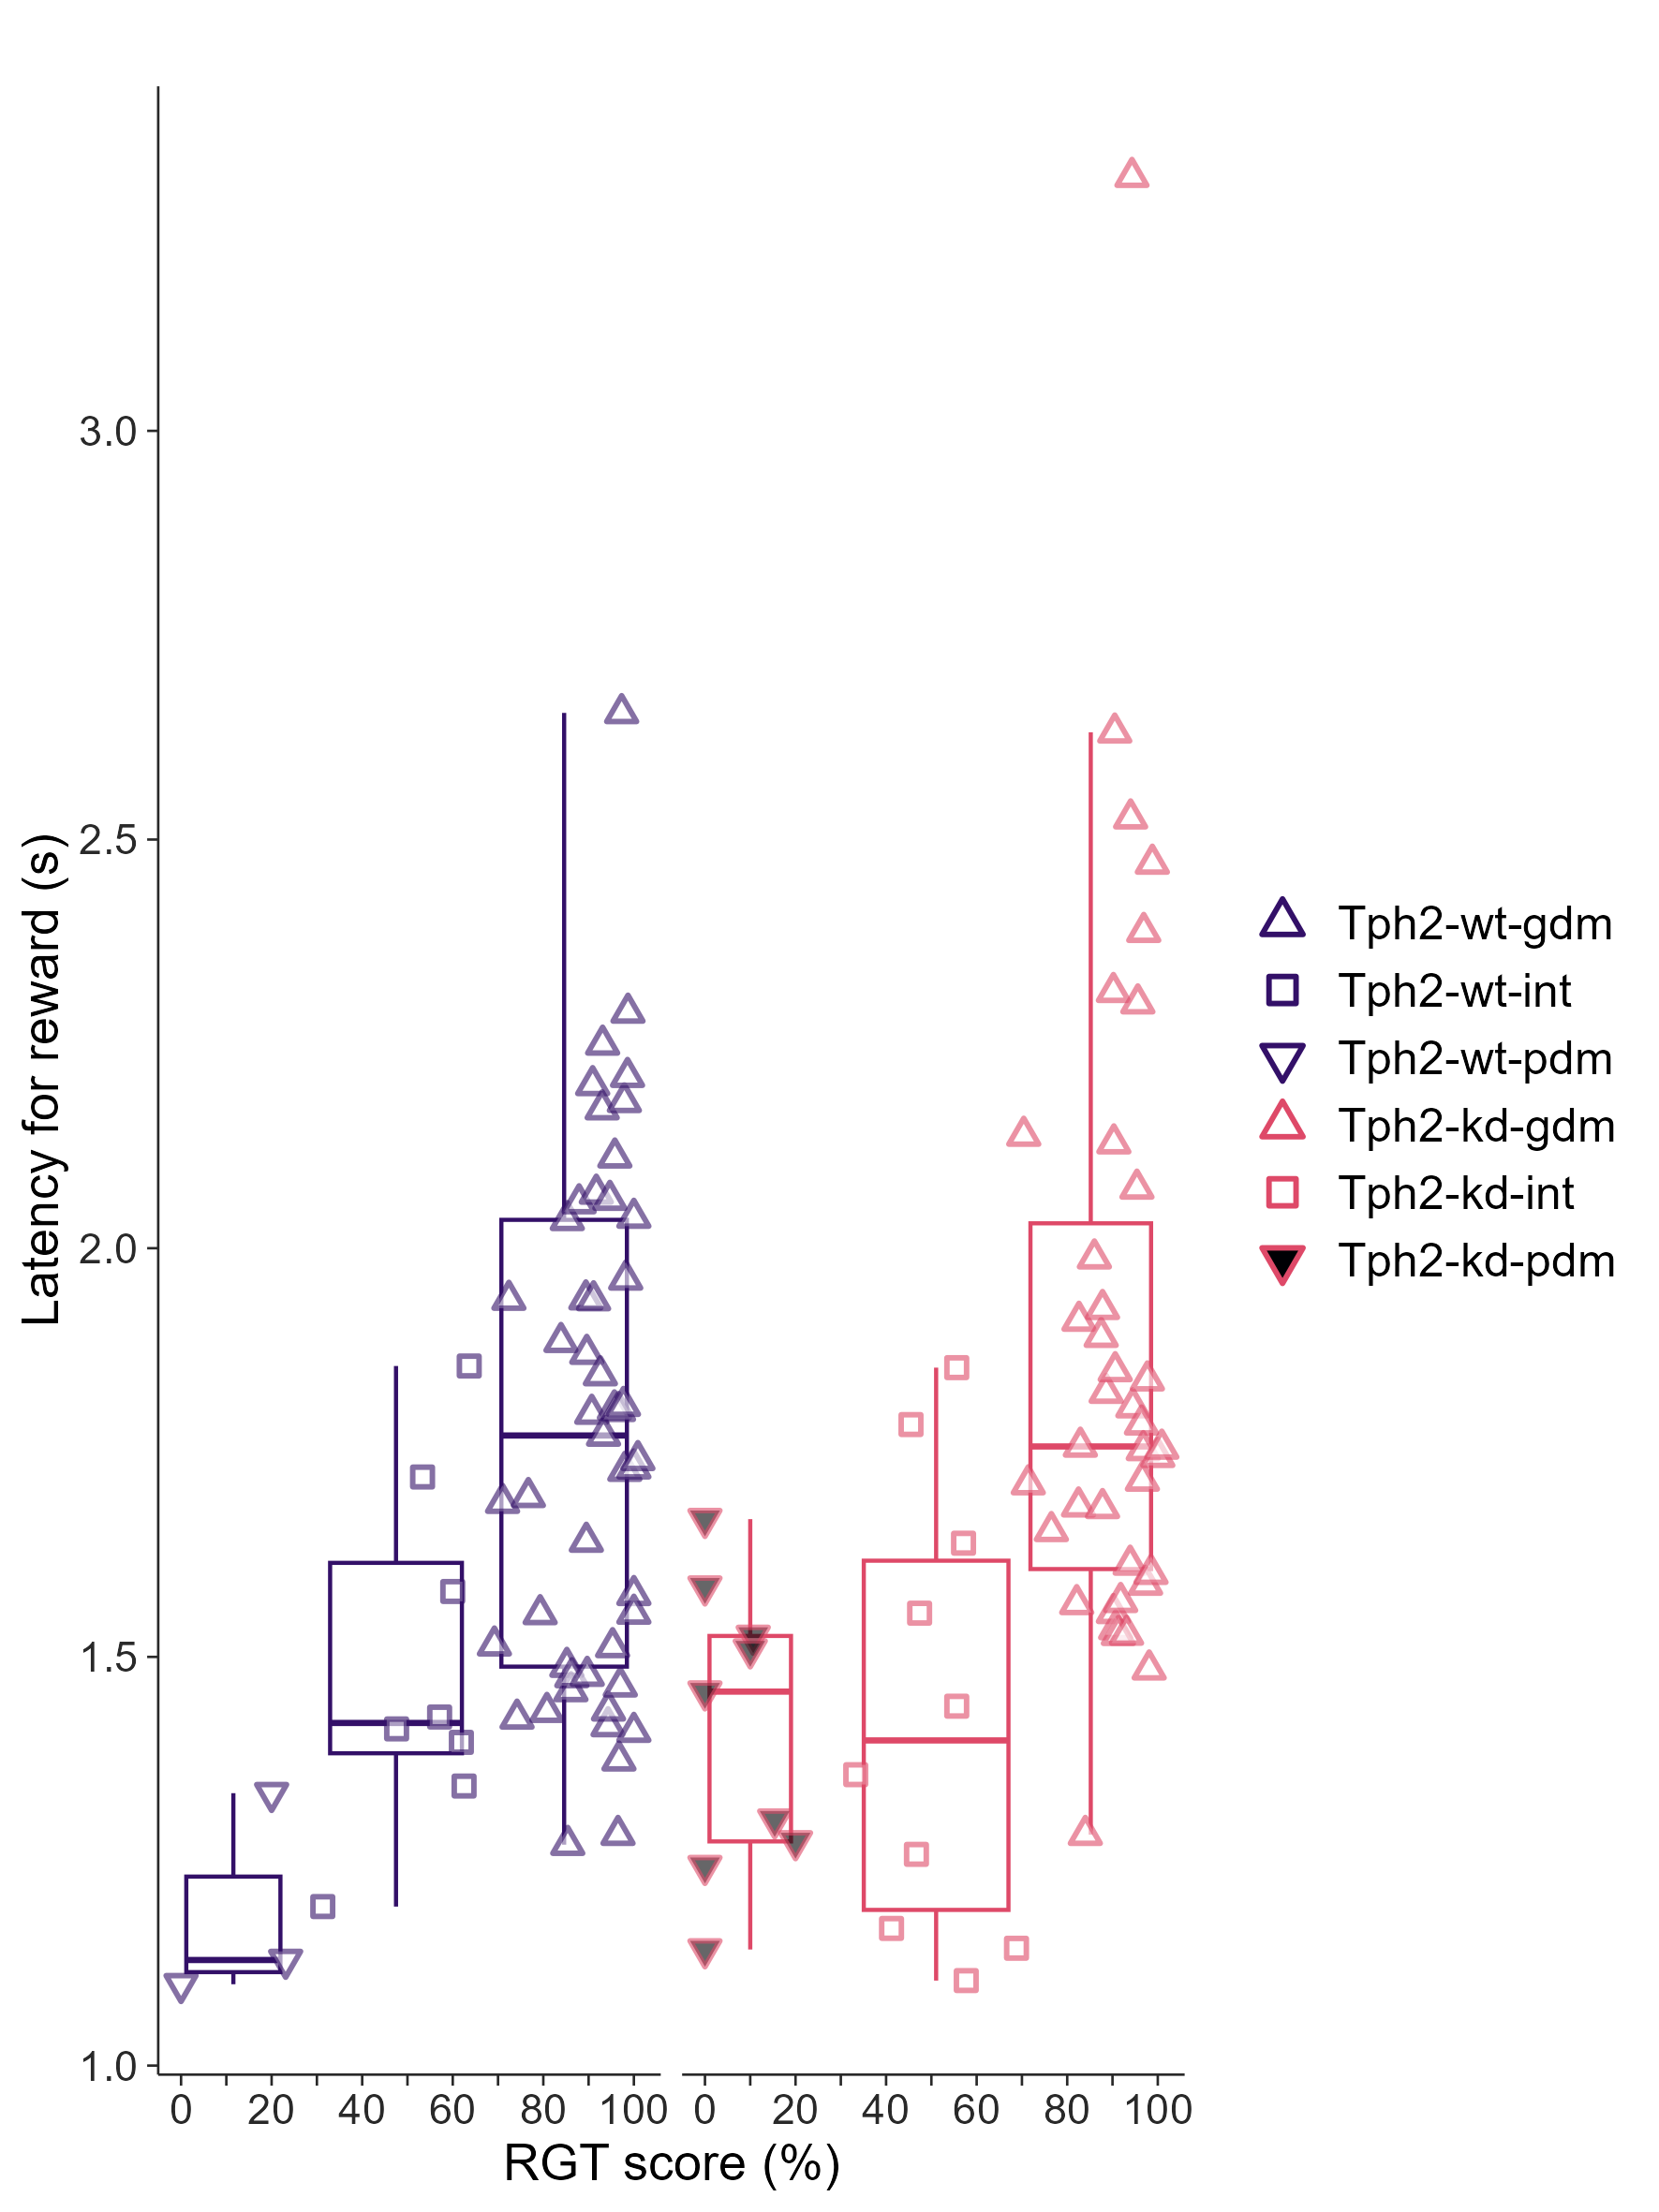 Latency for reward (s)
3.0
2.5
2.0
1.5
1.0
0 20 40 60 80 100 0 20 40 60 80 100
RGT score (%)
Tph2-wt-gdm
Tph2-wt-int
Tph2-wt-pdm
Tph2-kd-gdm
Tph2-kd-int
Tph2-kd-pdm